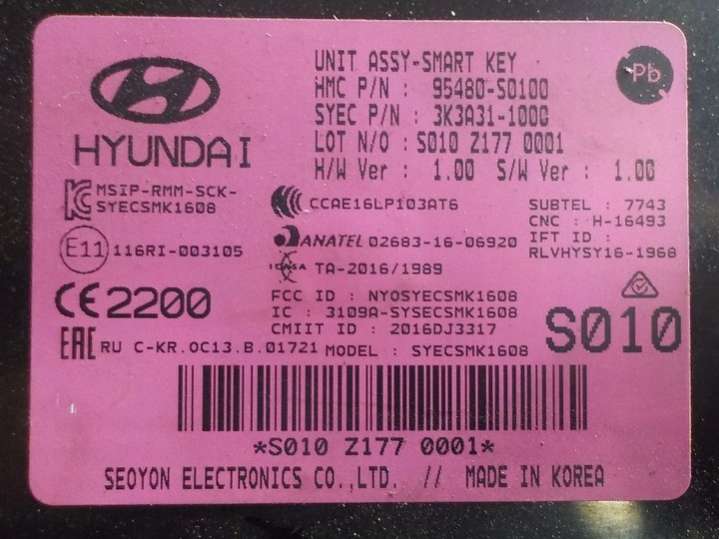 UNIT ASSY-SMART KEY
HMC P/N : 95480-S0100
SYEC P/N : 3K3A31-1000
LOT N/O : S010 Z177 0001
H/W Ver : 1.00 S/W Ver : 1.00
Pb
HYUNDAI
MSIP-RMM-SCK-
SYECSMK1608
CCAE16LP103AT6
SUBTEL : 7743
CNC : H-16493
IFT ID :
RLVHYSY16-1968
E11 116RI-003105
ANATEL 02683-16-06920
ICASA TA-2016/1989
CE2200
FCC ID : NYOSYECSMK1608
IC : 3109A-SYSECSMK1608
CMIIT ID : 2016DJ3317
S010
EAC RU C-KR.OC13.B.01721 MODEL : SYECSMK1608
*S010 Z177 0001*
SEOYON ELECTRONICS CO.,LTD. // MADE IN KOREA